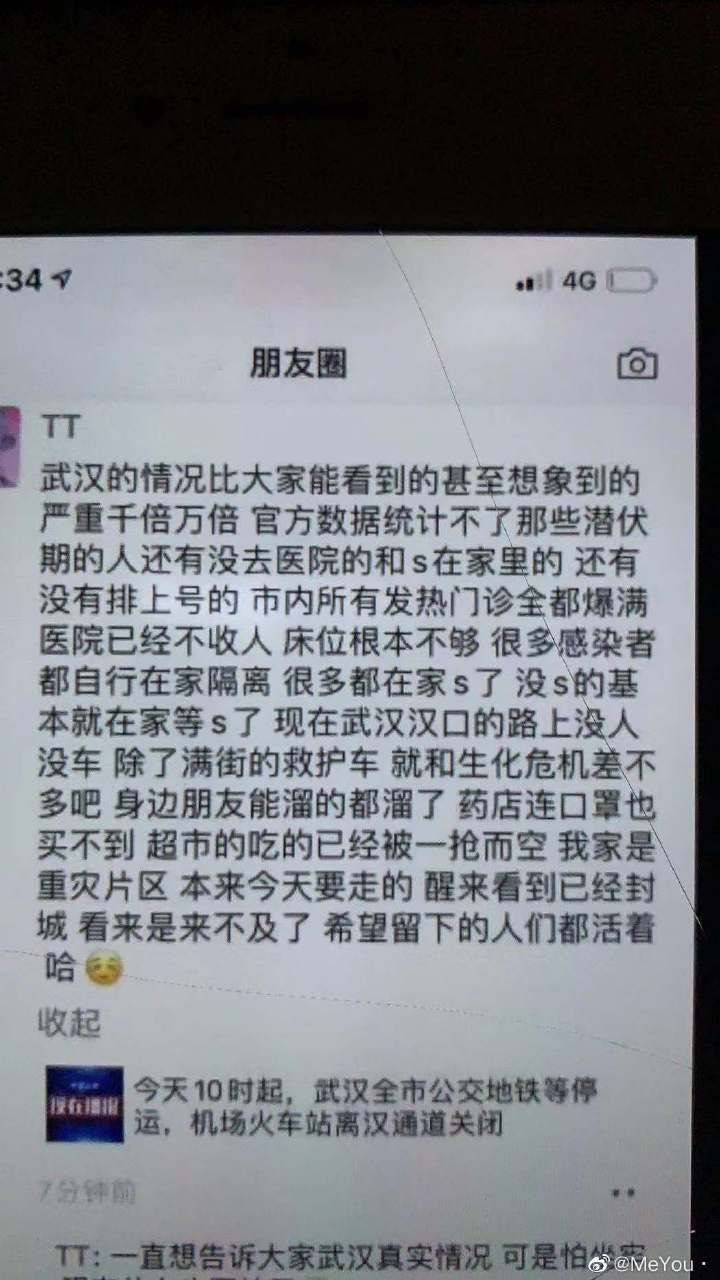 :34
4G
朋友圈
TT
武汉的情况比大家能看到的甚至想象到的
严重千倍万倍 官方数据统计不了那些潜伏
期的人还有没去医院的和s在家里的 还有
没有排上号的 市内所有发热门诊全都爆满
医院已经不收人 床位根本不够 很多感染者
都自行在家隔离 很多都在家s了 没s的基
本就在家等s了 现在武汉汉口的路上没人
没车 除了满街的救护车 就和生化危机差不
多吧 身边朋友能溜的都溜了 药店连口罩也
买不到 超市的吃的已经被一抢而空 我家是
重灾片区 本来今天要走的 醒来看到已经封
城 看来是来不及了 希望留下的人们都活着
哈
收起
现在播报
今天10时起，武汉全市公交地铁等停
运，机场火车站离汉通道关闭
7分钟前
TT: 一直想告诉大家武汉真实情况 可是怕
@MeYou